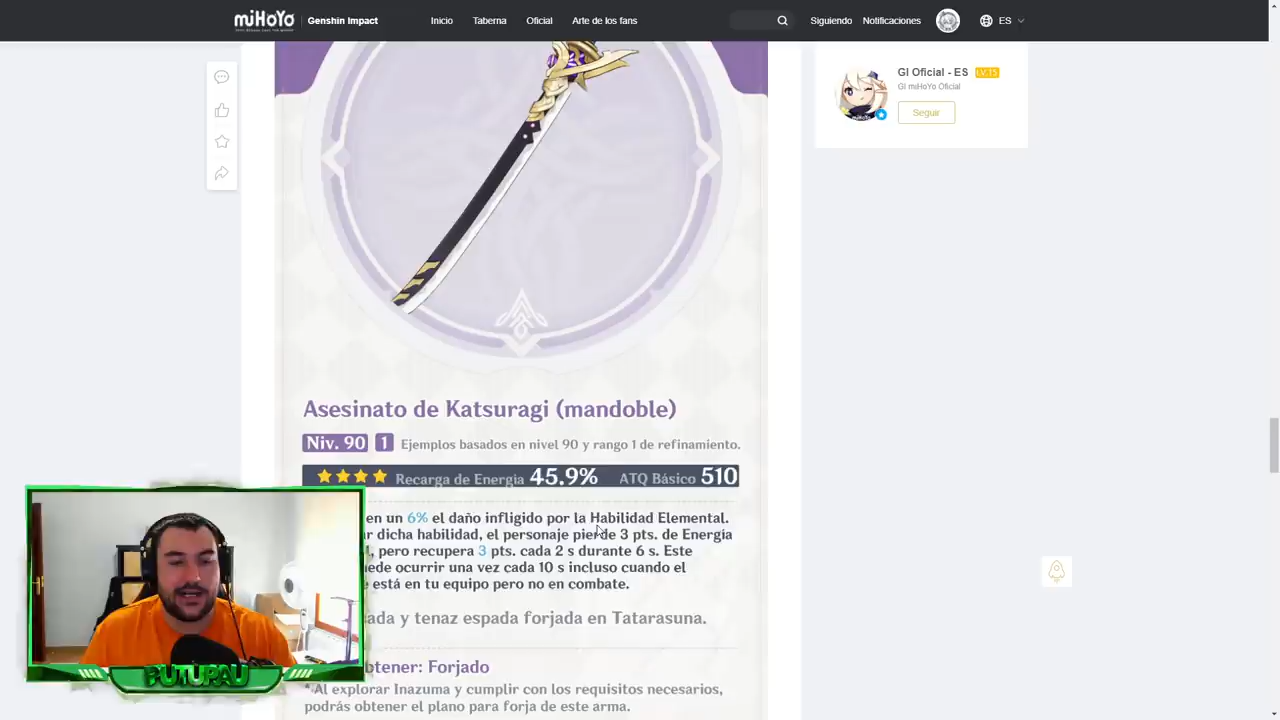 miHoYo Genshin Impact Inicio Taberna Oficial Arte de los fans Siguiendo Notificaciones ES
GI Oficial - ES LV.15
GI miHoYo Oficial
Seguir
Asesinato de Katsuragi (mandoble)
Niv. 90 1 Ejemplos basados en nivel 90 y rango 1 de refinamiento.
Recarga de Energía 45.9% ATQ Básico 510
en un 6% el daño infligido por la Habilidad Elemental.
dicha habilidad, el personaje pierde 3 pts. de Energía
pero recupera 3 pts. cada 2 s durante 6 s. Este
ocurrir una vez cada 10 s incluso cuando el
está en tu equipo pero no en combate.
y tenaz espada forjada en Tatarasuna.
Forjado
*Al explorar Inazuma y cumplir con los requisitos necesarios,
podrás obtener el plano para forja de este arma.
FUTURAU